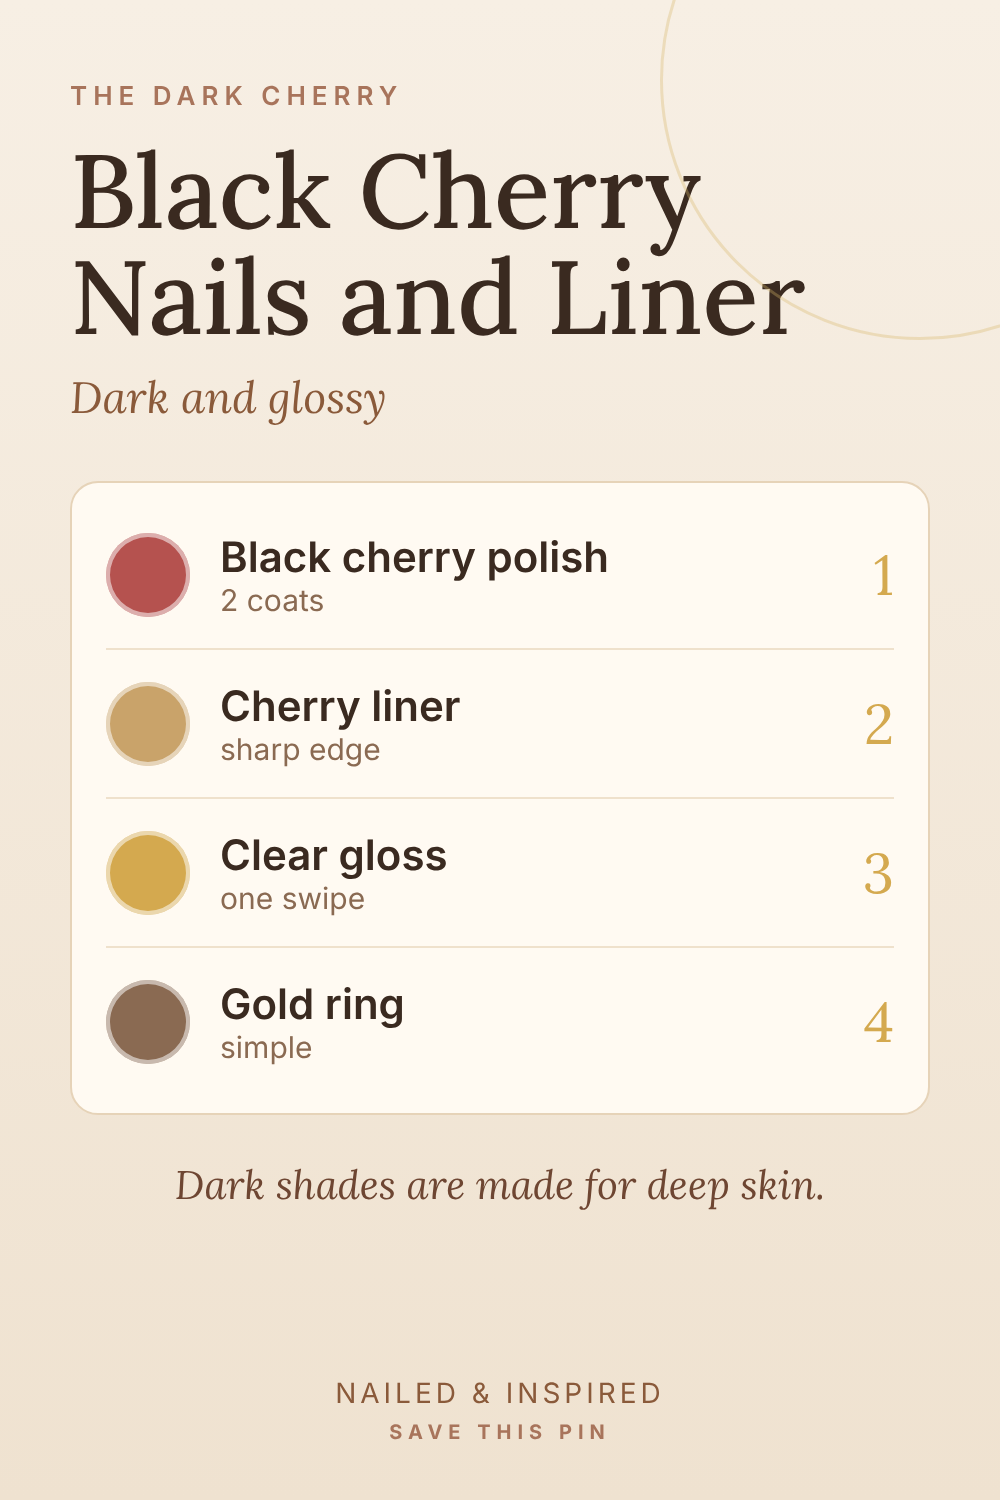 THE DARK CHERRY
Black Cherry
Nails and Liner
Dark and glossy
Black cherry polish
2 coats
1
Cherry liner
sharp edge
2
Clear gloss
one swipe
3
Gold ring
simple
4
Dark shades are made for deep skin.
NAILED & INSPIRED
SAVE THIS PIN